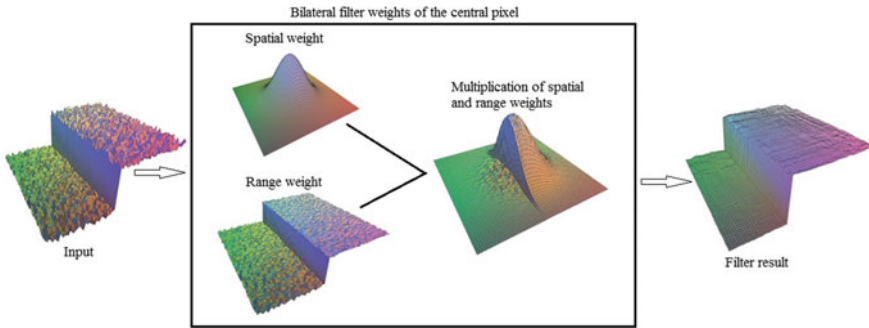 Bilateral filter weights of the central pixel
Spatial weight
Multiplication of spatial
and range weights
Range weight
Input
Filter result